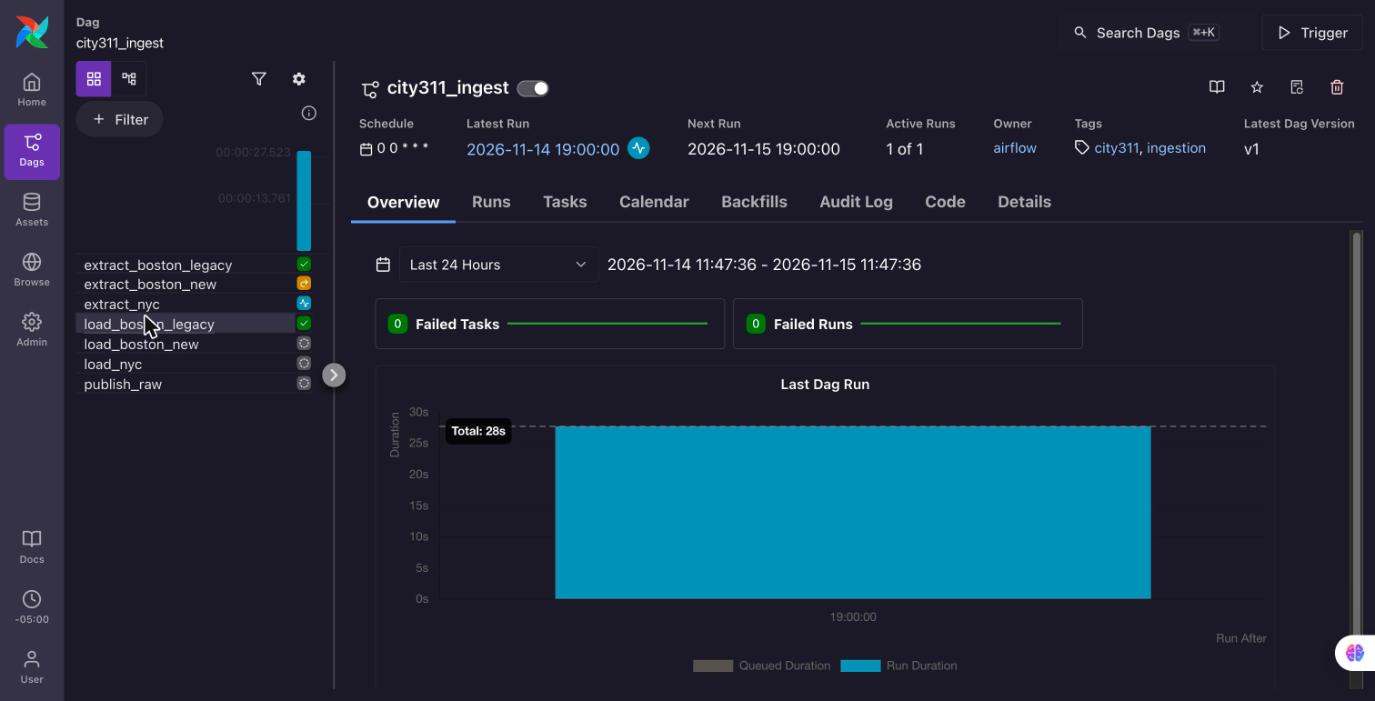 Dag
city311_ingest
Search Dags ⌘+K
Trigger
Home
Dags
Assets
Browse
Admin
Docs
-05:00
User
+ Filter
00:00:27.523
00:00:13.761
extract_boston_legacy
extract_boston_new
extract_nyc
load_boston_legacy
load_boston_new
load_nyc
publish_raw
city311_ingest
Schedule
0 0 * * *
Latest Run
2026-11-14 19:00:00
Next Run
2026-11-15 19:00:00
Active Runs
1 of 1
Owner
airflow
Tags
city311, ingestion
Latest Dag Version
v1
Overview Runs Tasks Calendar Backfills Audit Log Code Details
Last 24 Hours 2026-11-14 11:47:36 - 2026-11-15 11:47:36
0 Failed Tasks
0 Failed Runs
Last Dag Run
Duration
30s
25s
20s
15s
10s
5s
0s
Total: 28s
19:00:00
Run After
Queued Duration Run Duration